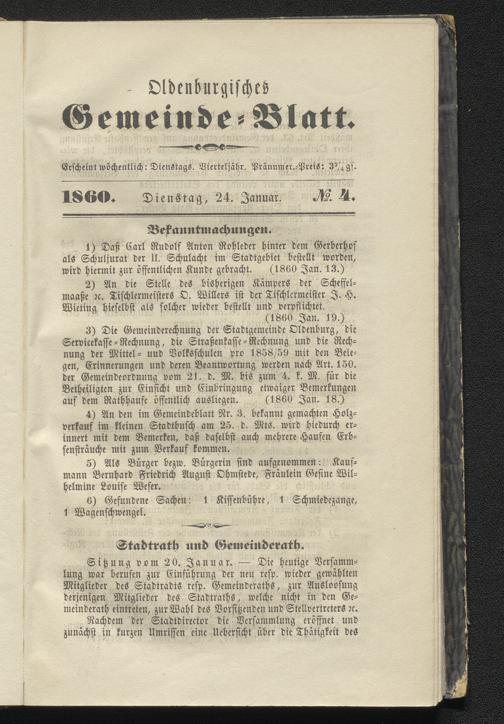 Oldenburgisches
Gemeinde-Blatt.
Erscheint wöchentlich: Dienstags. Vierteljähr. Pränumer.-Preis: 3¾ gs.
1860. Dienstag, 24. Januar. №. 4.
Bekanntmachungen.
1) Daß Carl Rudolf Anton Rohleder hinter dem Gerberhof
als Schuljurat der II. Schulacht im Stadtgebiet bestellt worden,
wird hiermit zur öffentlichen Kunde gebracht. (1860 Jan. 13.)
2) An die Stelle des bisherigen Kämpers der Scheffel-
maaße ꝛc. Tischlermeisters O. Willers ist der Tischlermeister J. H.
Wieting hieselbst als solcher wieder bestellt und verpflichtet.
(1860 Jan. 19.)
3) Die Gemeinderechnung der Stadtgemeinde Oldenburg, die
Servicekasse-Rechnung, die Straßenkasse-Rechnung und die Rech-
nung der Mittel- und Volksschulen pro 1858/59 mit den Bele-
gen, Erinnerungen und deren Beantwortung werden nach Art. 150.
der Gemeindeordnung vom 21. d. M. bis zum 4. k. M. für die
Betheiligten zur Einsicht und Einbringung etwaiger Bemerkungen
auf dem Rathhause öffentlich ausliegen. (1860 Jan. 18.)
4) An den im Gemeindeblatt Nr. 3. bekannt gemachten Holz-
verkauf im kleinen Stadtbusch am 25. d. Mts. wird hiedurch er-
innert mit dem Bemerken, daß daselbst auch mehrere Haufen Erb-
sensträuche mit zum Verkauf kommen.
5) Als Bürger bezw. Bürgerin sind aufgenommen: Kauf-
mann Bernhard Friedrich August Ohmstede, Fräulein Gesine Wil-
helmine Louise Weser.
6) Gefundene Sachen: 1 Kissenbühre, 1 Schmiedezange,
1 Wagenschwengel.
Stadtrath und Gemeinderath.
Sitzung vom 20. Januar. — Die heutige Versamm-
lung war berufen zur Einführung der neu resp. wieder gewählten
Mitglieder des Stadtraths resp. Gemeinderaths, zur Ausloosung
derjenigen Mitglieder des Stadtraths, welche nicht in den Ge-
meinderath eintreten, zur Wahl des Vorsitzenden und Stellvertreters ꝛc.
Nachdem der Stadtdirector die Versammlung eröffnet und
zunächst in kurzen Umrissen eine Uebersicht über die Thätigkeit des